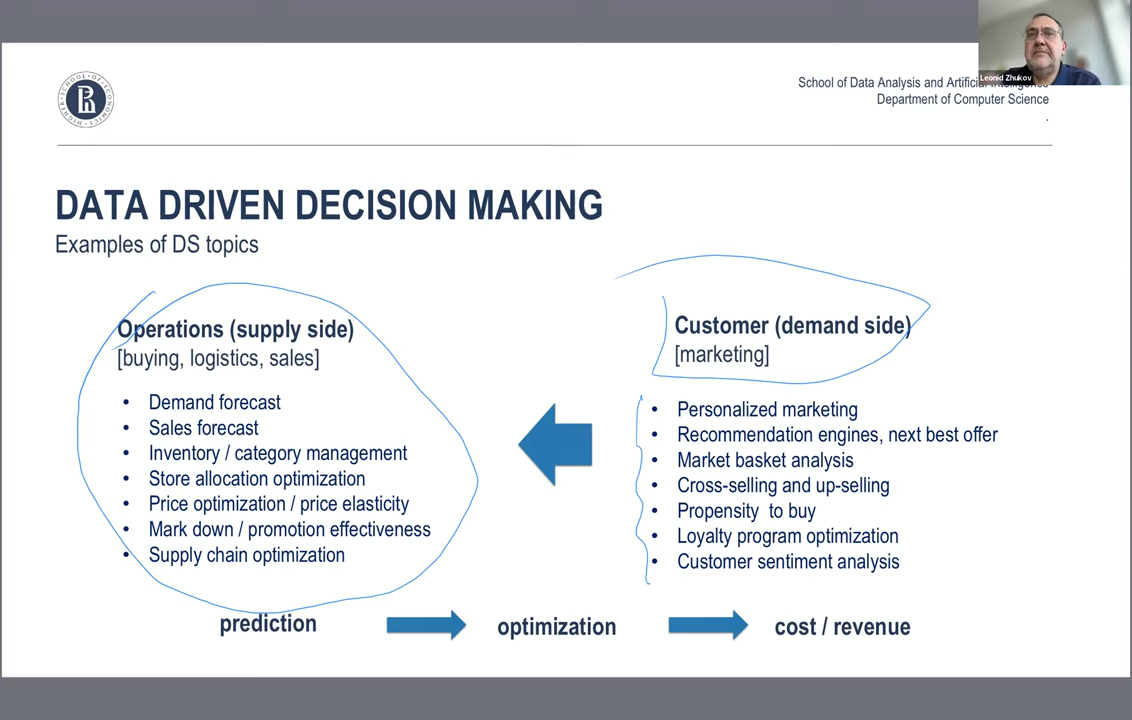 Leonid Zhukov
School of Data Analysis and Artificial Intelligence
Department of Computer Science
.
HIGHER SCHOOL OF ECONOMICS
DATA DRIVEN DECISION MAKING
Examples of DS topics
Operations (supply side)
[buying, logistics, sales]
• Demand forecast
• Sales forecast
• Inventory / category management
• Store allocation optimization
• Price optimization / price elasticity
• Mark down / promotion effectiveness
• Supply chain optimization
Customer (demand side)
[marketing]
• Personalized marketing
• Recommendation engines, next best offer
• Market basket analysis
• Cross-selling and up-selling
• Propensity to buy
• Loyalty program optimization
• Customer sentiment analysis
prediction
optimization
cost / revenue